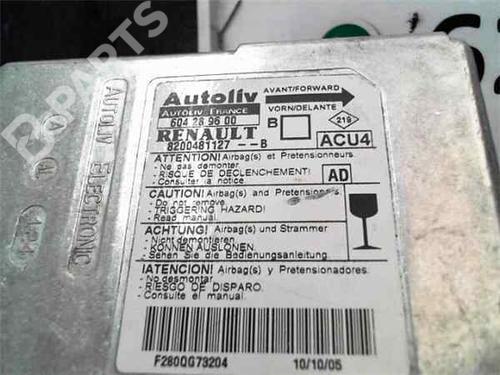 B-PARTS
Autoliv
AUTOLIV FRANCE
AVANT/FORWARD
VORN/DELANTE
604 28 96 00
RENAULT
8200481127 --B
B
219
ACU4
ATTENTION! Airbag(s) et Pretensionneurs.
- Ne pas demonter.
- RISQUE DE DECLENCHEMENT!
- Consulter la notice.
AD
CAUTION! Airbag(s) and Pretensioners.
- Do not remove.
- TRIGGERING HAZARD!
- Read manual.
ACHTUNG! Airbag(s) und Strammer
- Nicht demontieren.
- KÖNNEN AUSLÖSEN.
- Sehen Sie die Bedienungsanleitung.
!ATENCION! Airbag(s) y Pretensionadores.
- No desmontar
- RIESGO DE DISPARO.
- Consultar el manual.
F280QG73204
10/10/05
AUTOLIV ELECTRONIC